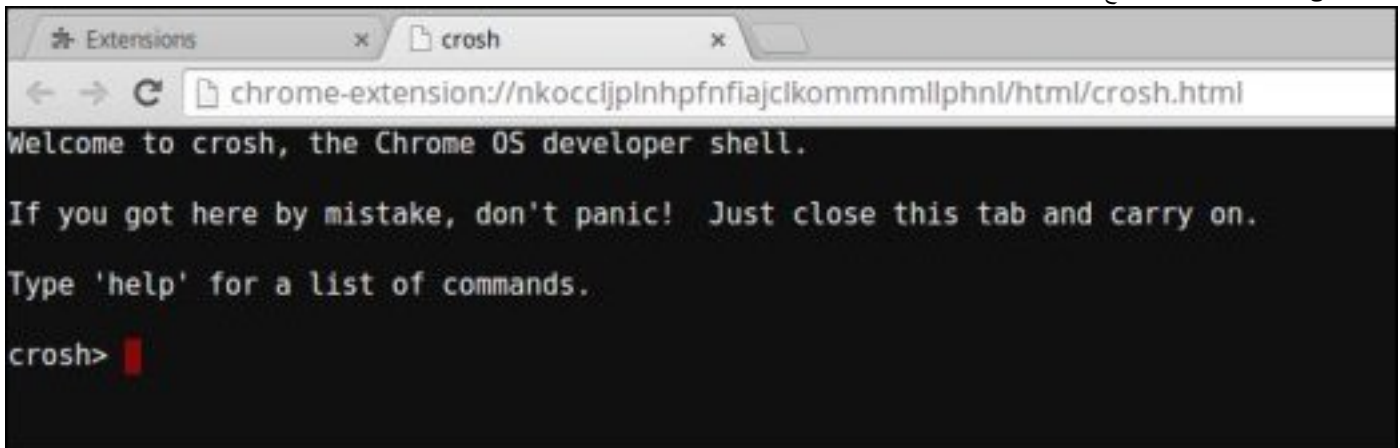 Extensions
crosh
chrome-extension://nkoccljplnhpfnfiajclkommnmllphnl/html/crosh.html
Welcome to crosh, the Chrome OS developer shell.
If you got here by mistake, don't panic!  Just close this tab and carry on.
Type 'help' for a list of commands.
crosh>